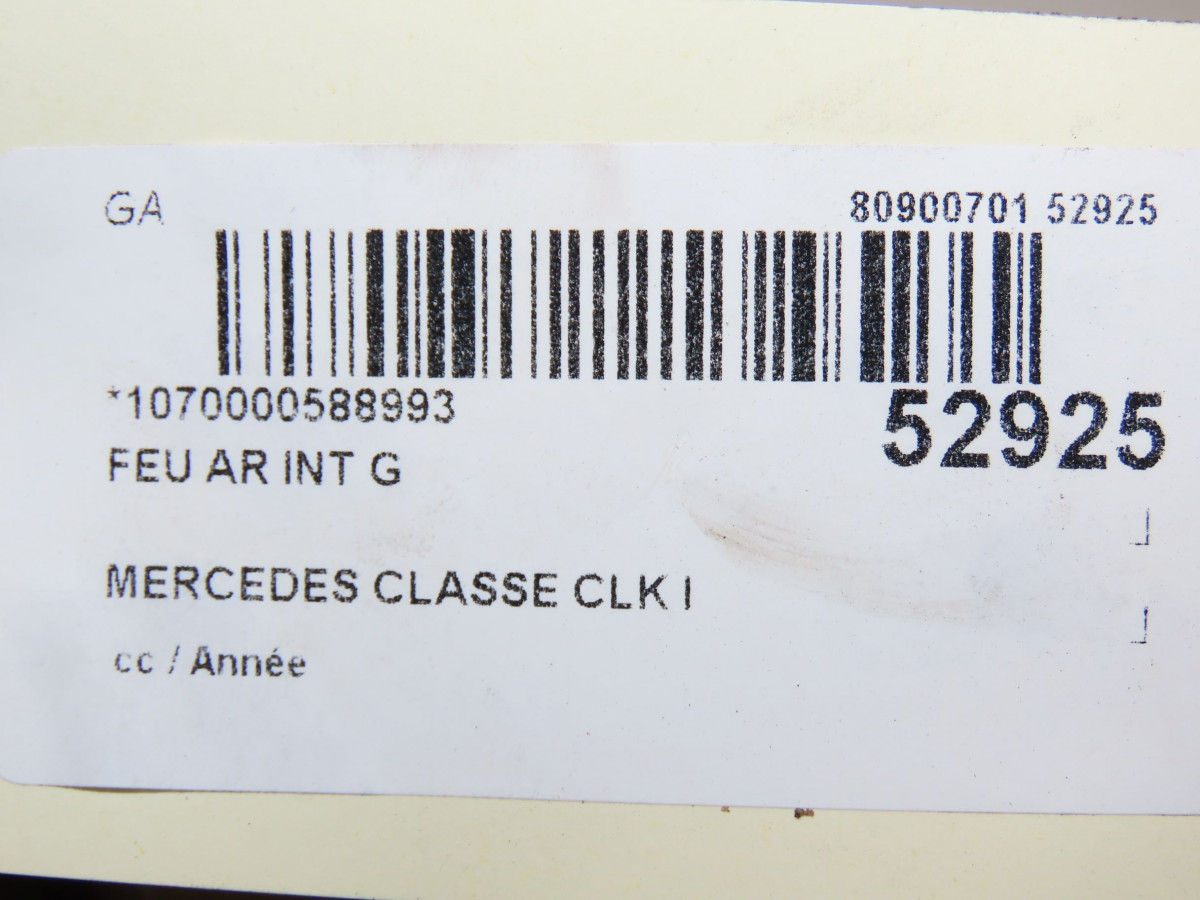 GA
80900701 52925
*1070000588993
52925
FEU AR INT G
MERCEDES CLASSE CLK I
cc / Année